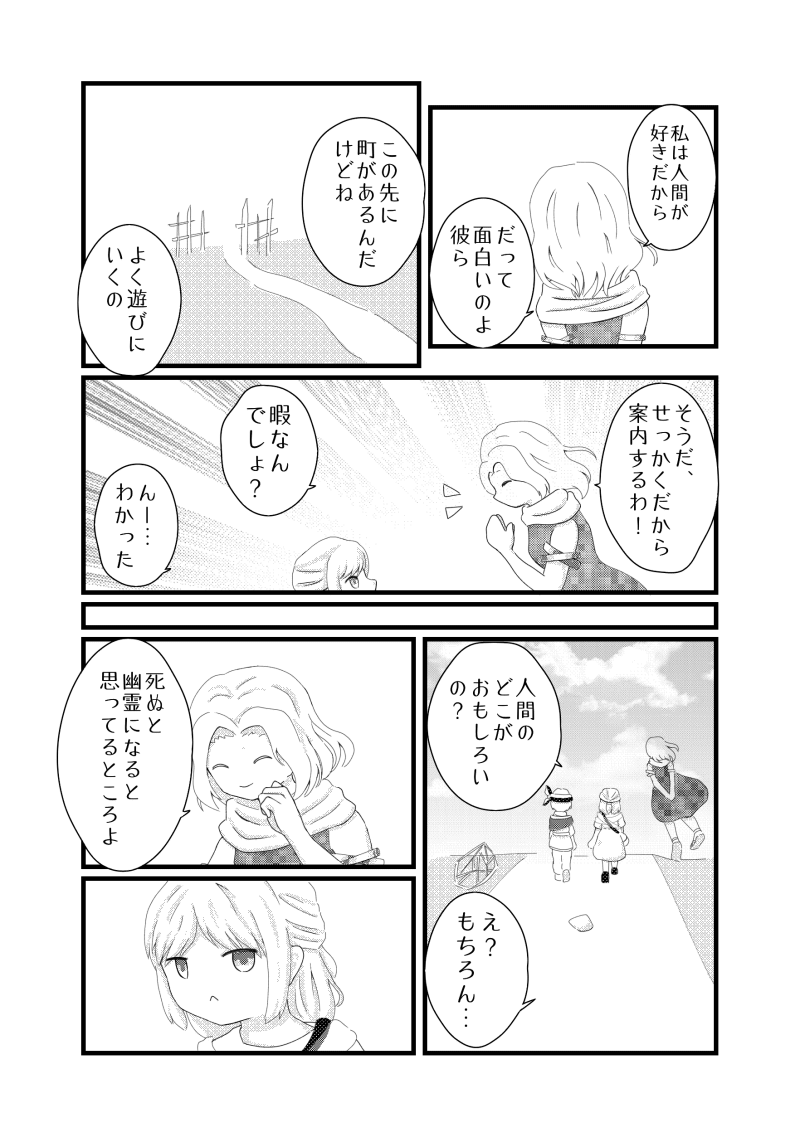 私は人間が
好きだから
だって
面白いのよ
彼ら
この先に
町があるんだ
けどね
よく遊びに
いくの
そうだ、
せっかくだから
案内するわ！
暇なん
でしょ？
んー…
わかった
人間の
どこが
おもしろい
の？
え？
もちろん…
死ぬと
幽霊になると
思ってるところよ